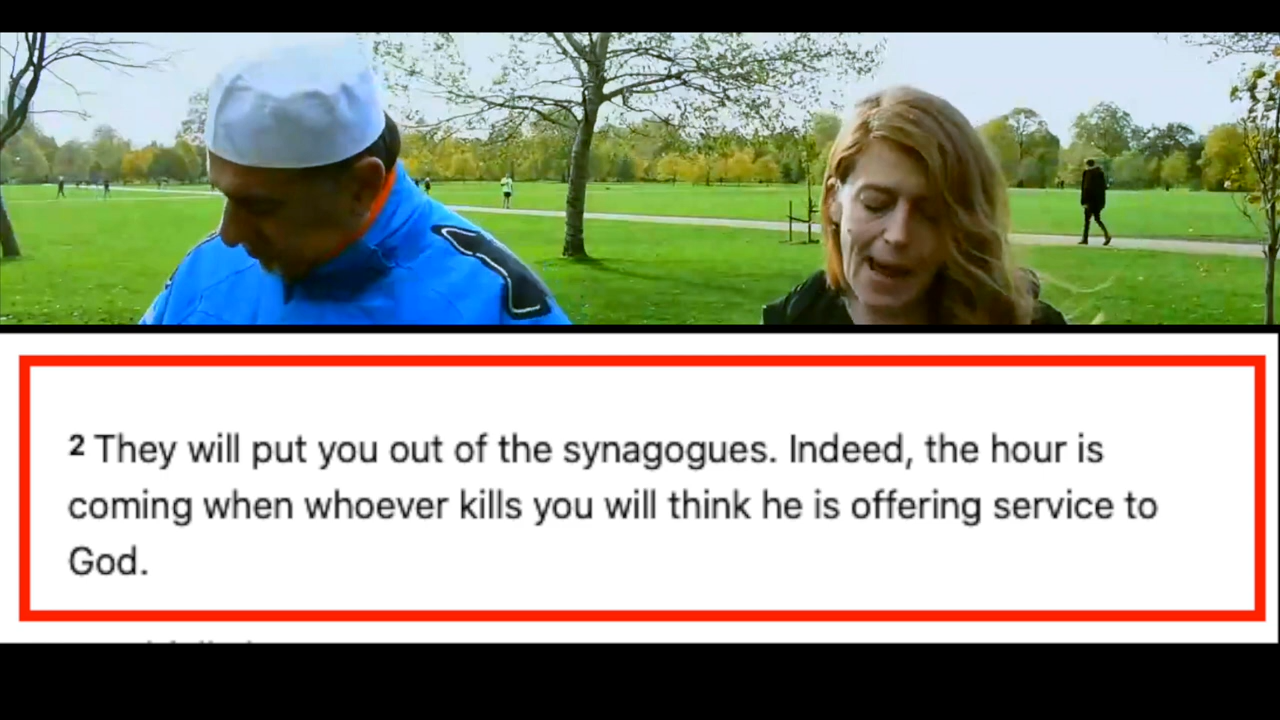 2 They will put you out of the synagogues. Indeed, the hour is
coming when whoever kills you will think he is offering service to
God.